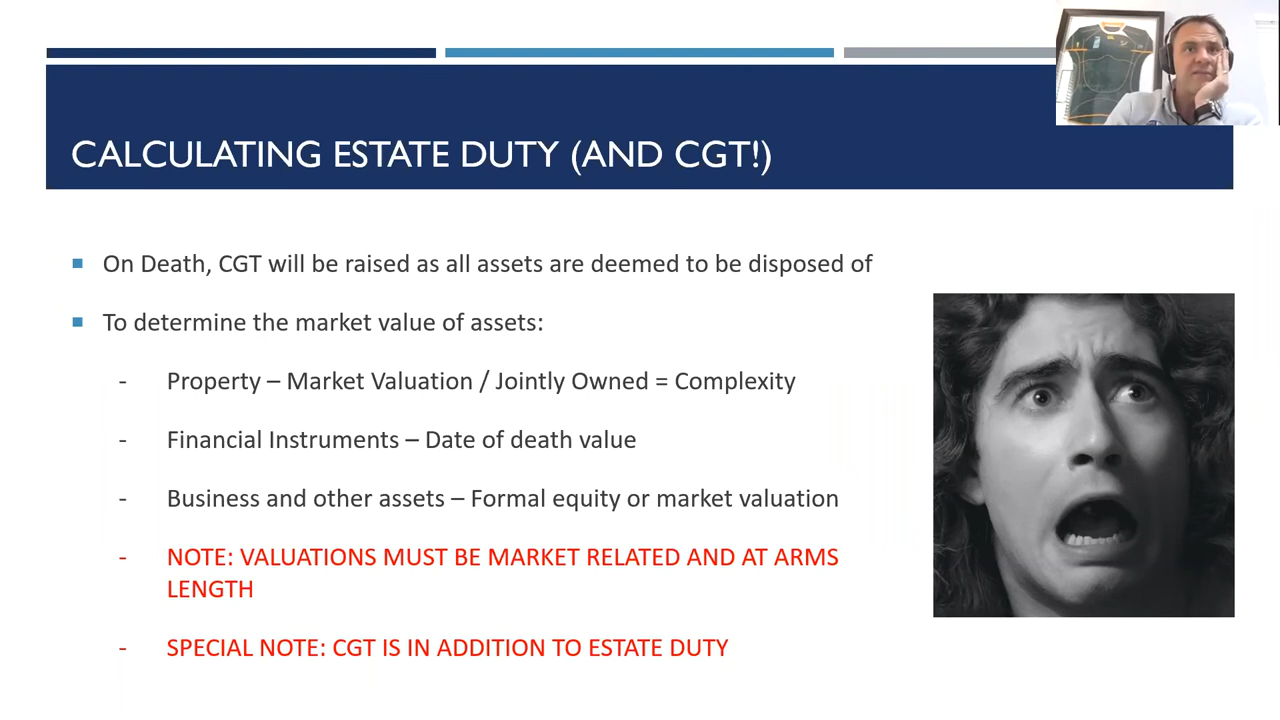 CALCULATING ESTATE DUTY (AND CGT!)
On Death, CGT will be raised as all assets are deemed to be disposed of
To determine the market value of assets:
- Property – Market Valuation / Jointly Owned = Complexity
- Financial Instruments – Date of death value
- Business and other assets – Formal equity or market valuation
- NOTE: VALUATIONS MUST BE MARKET RELATED AND AT ARMS
LENGTH
- SPECIAL NOTE: CGT IS IN ADDITION TO ESTATE DUTY